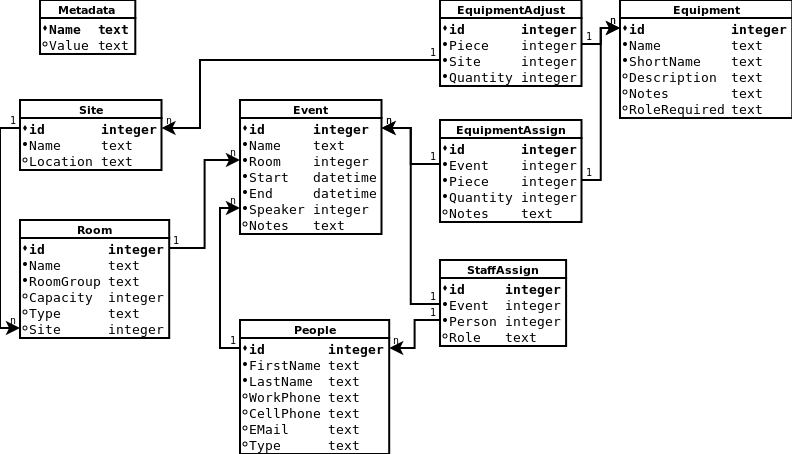 Metadata
Name text
Value text
EquipmentAdjust
id integer
Piece integer
Site integer
Quantity integer
Equipment
id integer
Name text
ShortName text
Description text
Notes text
RoleRequired text
Site
id integer
Name text
Location text
Event
id integer
Name text
Room integer
Start datetime
End datetime
Speaker integer
Notes text
EquipmentAssign
id integer
Event integer
Piece integer
Quantity integer
Notes text
Room
id integer
Name text
RoomGroup text
Capacity integer
Type text
Site integer
StaffAssign
id integer
Event integer
Person integer
Role text
People
id integer
FirstName text
LastName text
WorkPhone text
CellPhone text
EMail text
Type text
1
n
1
n
1
n
1
n
1
n
1
1
1
n
1